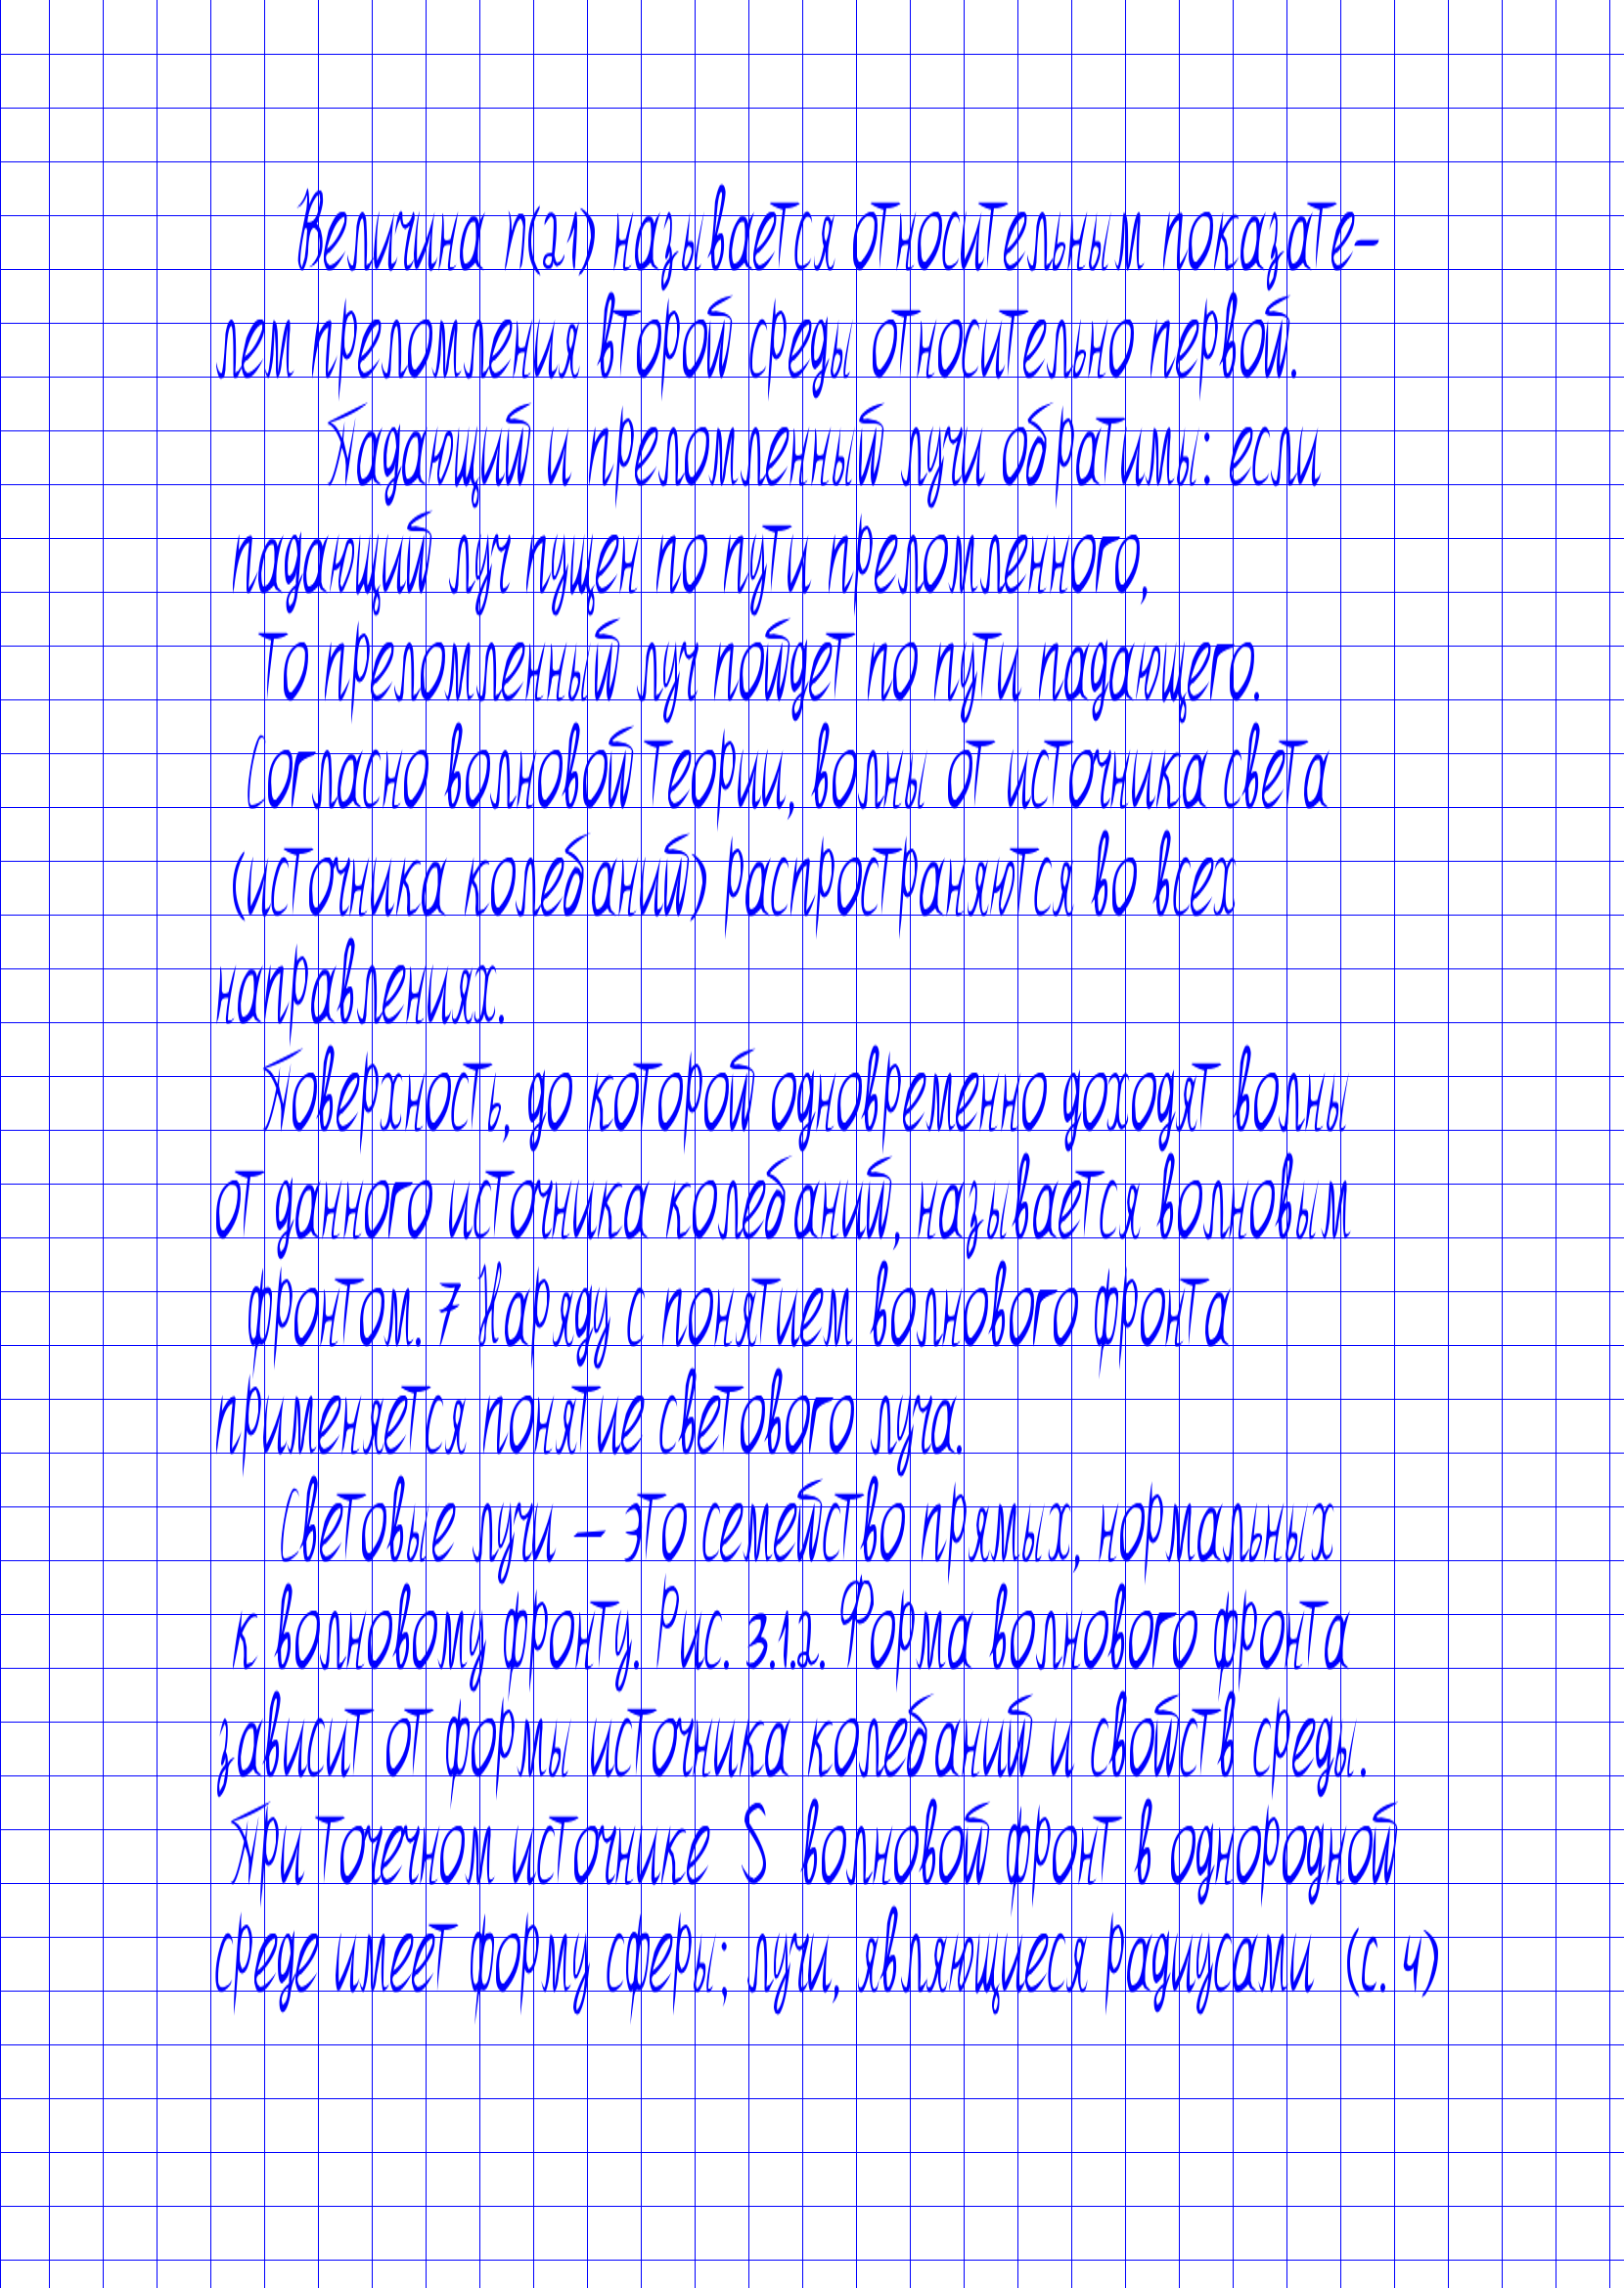 Величина n(21) называется относительным показате-
лем преломления второй среды относительно первой.
Падающий и преломленный лучи обратимы: если
падающий луч пущен по пути преломленного,
то преломленный луч пойдет по пути падающего.
Согласно волновой теории, волны от источника света
(источника колебаний) распространяются во всех
направлениях.
Поверхность, до которой одновременно доходят волны
от данного источника колебаний, называется волновым
фронтом. 7 Наряду с понятием волнового фронта
применяется понятие светового луча.
Световые лучи – это семейство прямых, нормальных
к волновому фронту. Рис. 3.1.2. Форма волнового фронта
зависит от формы источника колебаний и свойств среды.
При точечном источнике S волновой фронт в однородной
среде имеет форму сферы; лучи, являющиеся радиусами (с. 4)